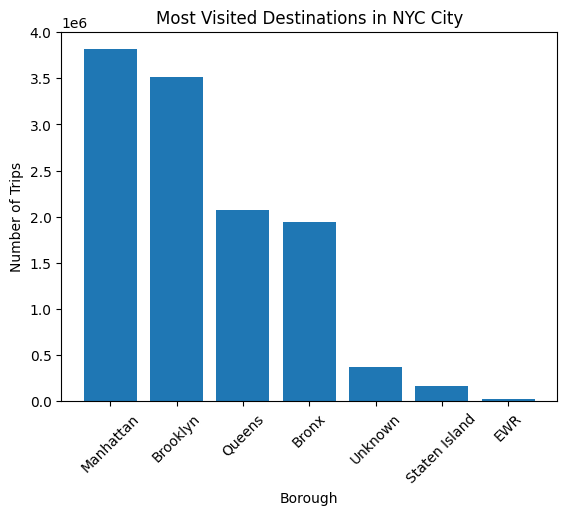 Most Visited Destinations in NYC City
1e6
4.0
3.5
3.0
2.5
2.0
1.5
1.0
0.5
0.0
Number of Trips
Manhattan
Brooklyn
Queens
Bronx
Unknown
Staten Island
EWR
Borough